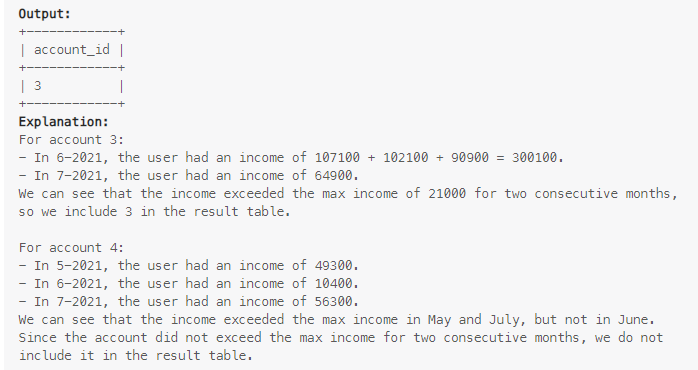 Output:
+------------+
| account_id |
+------------+
| 3          |
+------------+
Explanation:
For account 3:
- In 6-2021, the user had an income of 107100 + 102100 + 90900 = 300100.
- In 7-2021, the user had an income of 64900.
We can see that the income exceeded the max income of 21000 for two consecutive months,
so we include 3 in the result table.

For account 4:
- In 5-2021, the user had an income of 49300.
- In 6-2021, the user had an income of 10400.
- In 7-2021, the user had an income of 56300.
We can see that the income exceeded the max income in May and July, but not in June.
Since the account did not exceed the max income for two consecutive months, we do not
include it in the result table.